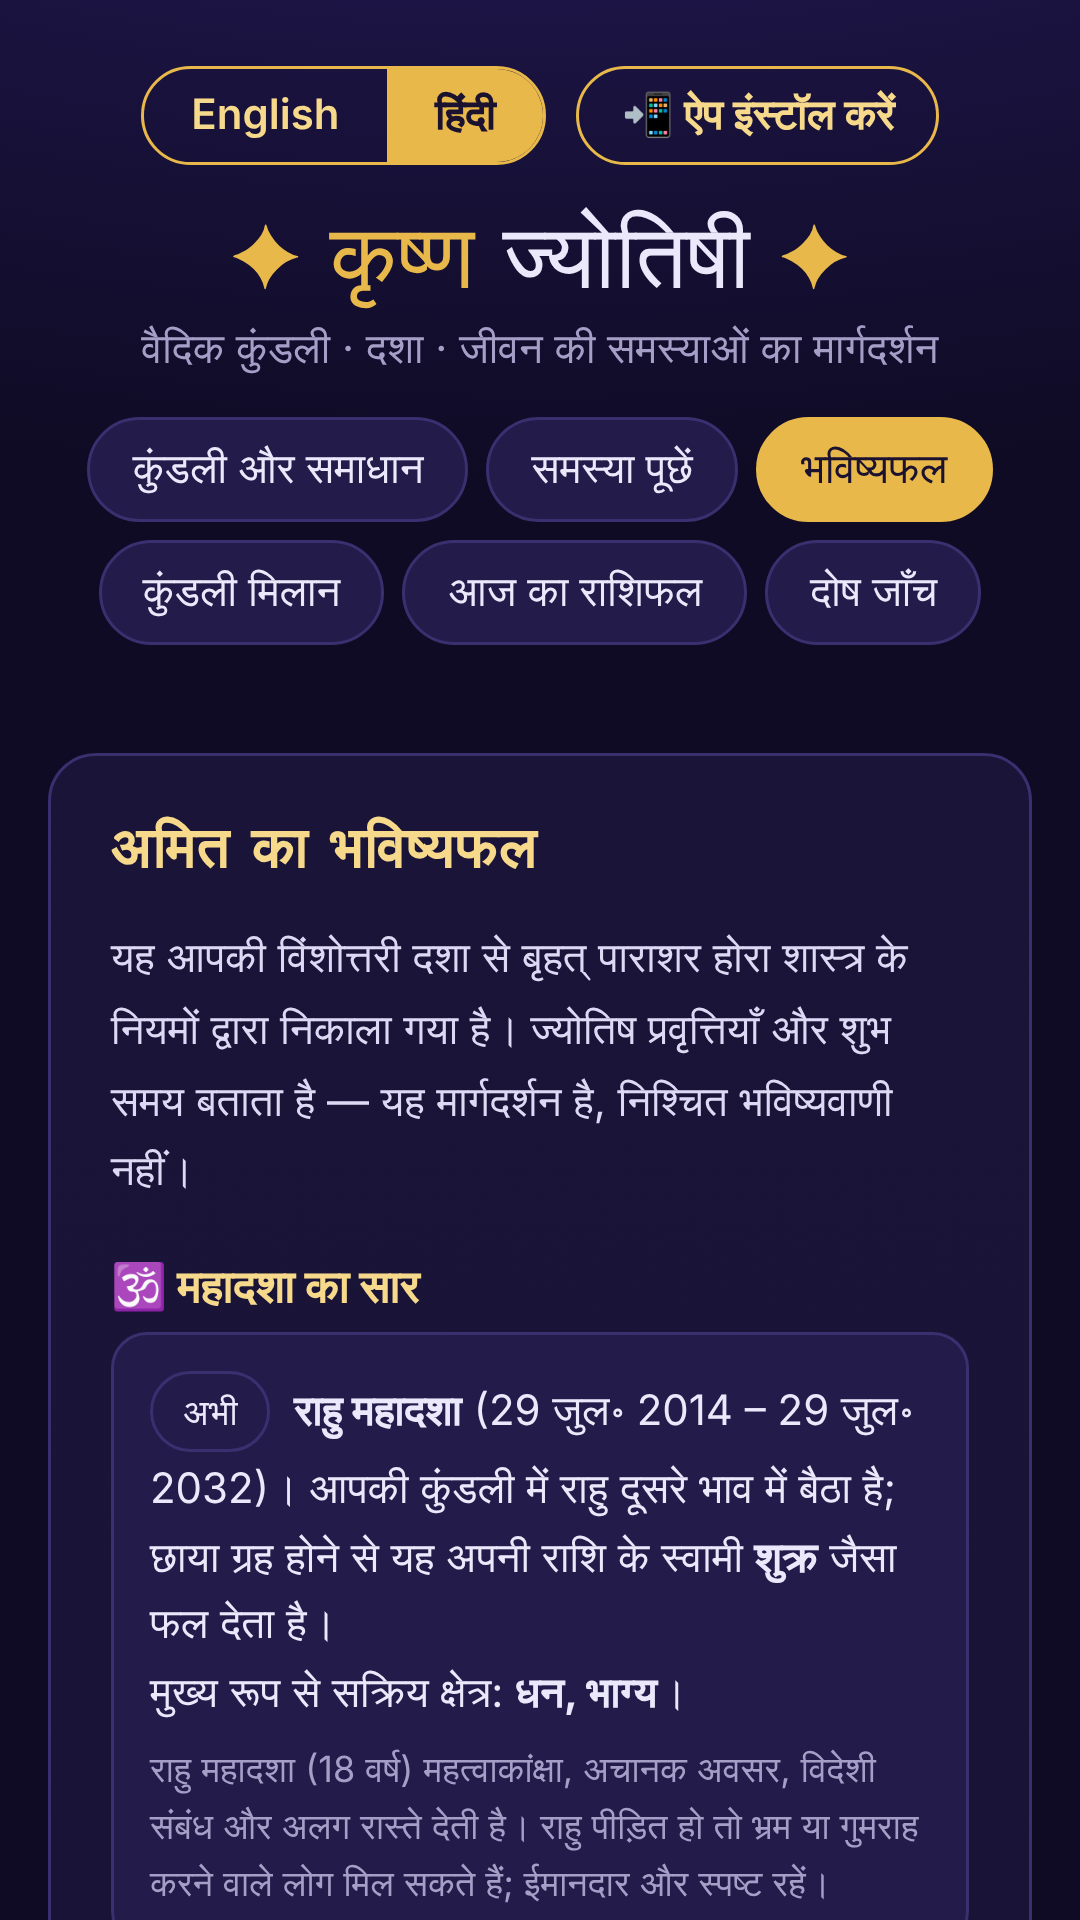 English हिंदी ऐप इंस्टॉल करें
कृष्ण ज्योतिषी
वैदिक कुंडली · दशा · जीवन की समस्याओं का मार्गदर्शन
कुंडली और समाधान समस्या पूछें भविष्यफल
कुंडली मिलान आज का राशिफल दोष जाँच
अमित का भविष्यफल
यह आपकी विंशोत्तरी दशा से बृहत् पाराशर होरा शास्त्र के
नियमों द्वारा निकाला गया है। ज्योतिष प्रवृत्तियाँ और शुभ
समय बताता है — यह मार्गदर्शन है, निश्चित भविष्यवाणी
नहीं।
🕉️ महादशा का सार
अभी राहु महादशा (29 जुल॰ 2014 – 29 जुल॰
2032)। आपकी कुंडली में राहु दूसरे भाव में बैठा है;
छाया ग्रह होने से यह अपनी राशि के स्वामी शुक्र जैसा
फल देता है।
मुख्य रूप से सक्रिय क्षेत्र: धन, भाग्य।
राहु महादशा (18 वर्ष) महत्वाकांक्षा, अचानक अवसर, विदेशी
संबंध और अलग रास्ते देती है। राहु पीड़ित हो तो भ्रम या गुमराह
करने वाले लोग मिल सकते हैं; ईमानदार और स्पष्ट रहें।